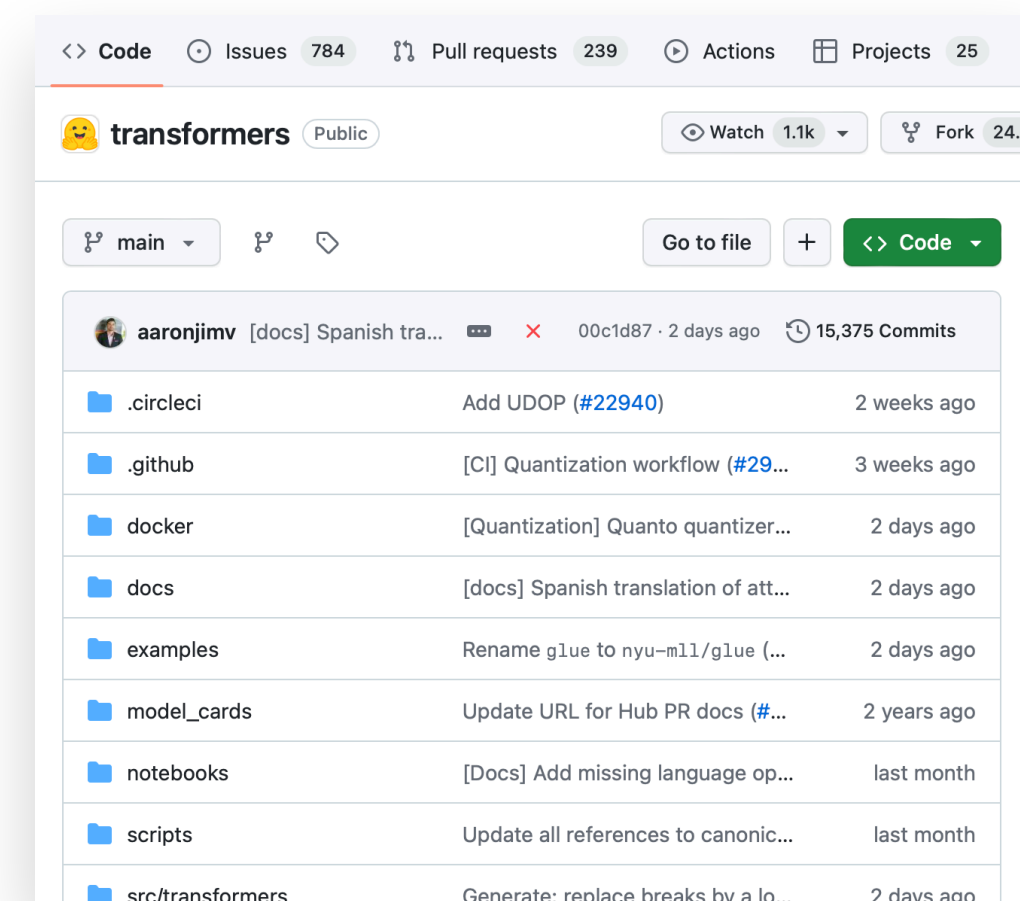 Code Issues 784 Pull requests 239 Actions Projects 25
transformers Public Watch 1.1k Fork 24.
main Go to file + Code
aaronjimv [docs] Spanish tra... 00c1d87 · 2 days ago 15,375 Commits
.circleci Add UDOP (#22940) 2 weeks ago
.github [CI] Quantization workflow (#29... 3 weeks ago
docker [Quantization] Quanto quantizer... 2 days ago
docs [docs] Spanish translation of att... 2 days ago
examples Rename glue to nyu-mll/glue (... 2 days ago
model_cards Update URL for Hub PR docs (#... 2 years ago
notebooks [Docs] Add missing language op... last month
scripts Update all references to canonic... last month
src/transformers Generate: replace breaks by a lo... 2 days ago